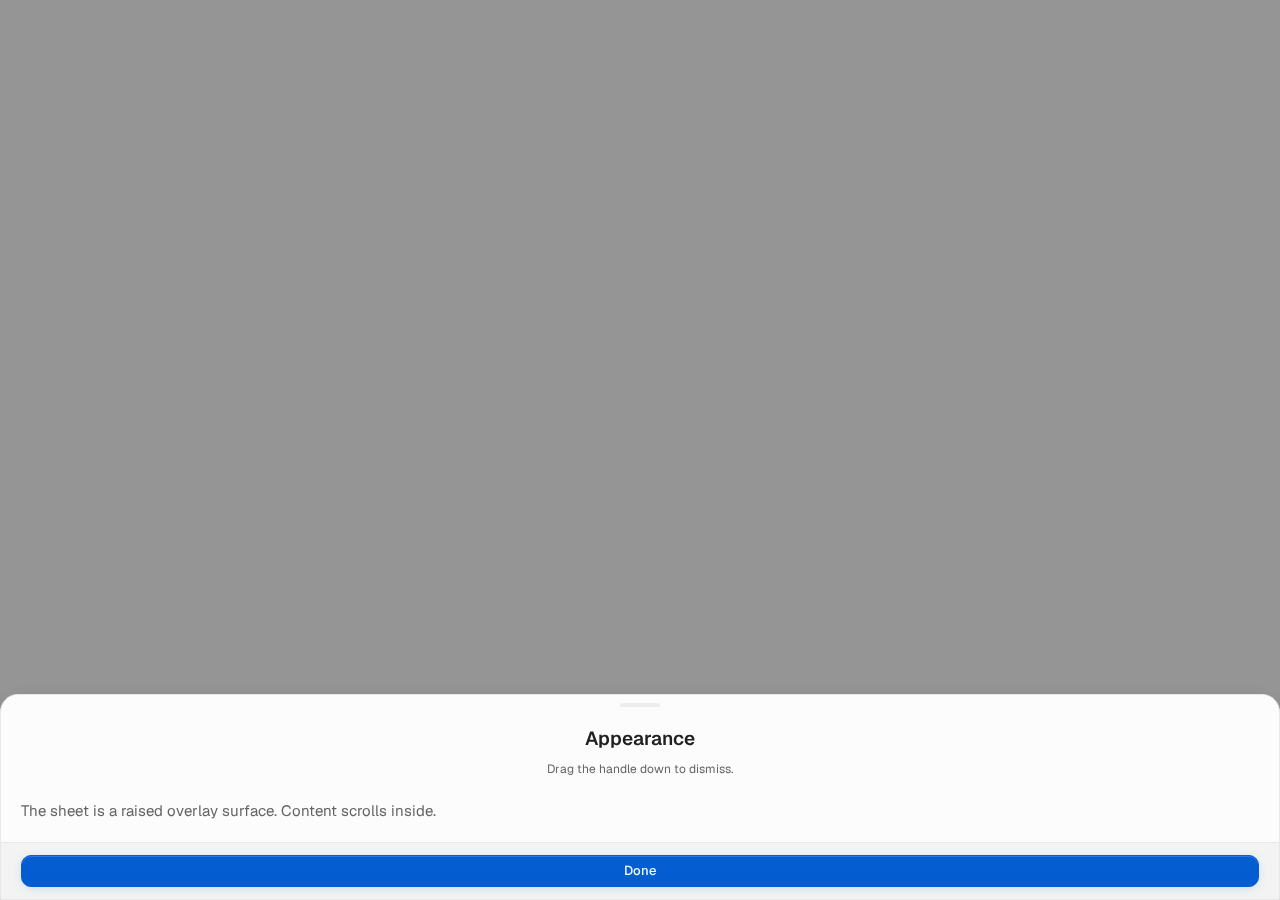 Appearance
Drag the handle down to dismiss.
The sheet is a raised overlay surface. Content scrolls inside.
Done